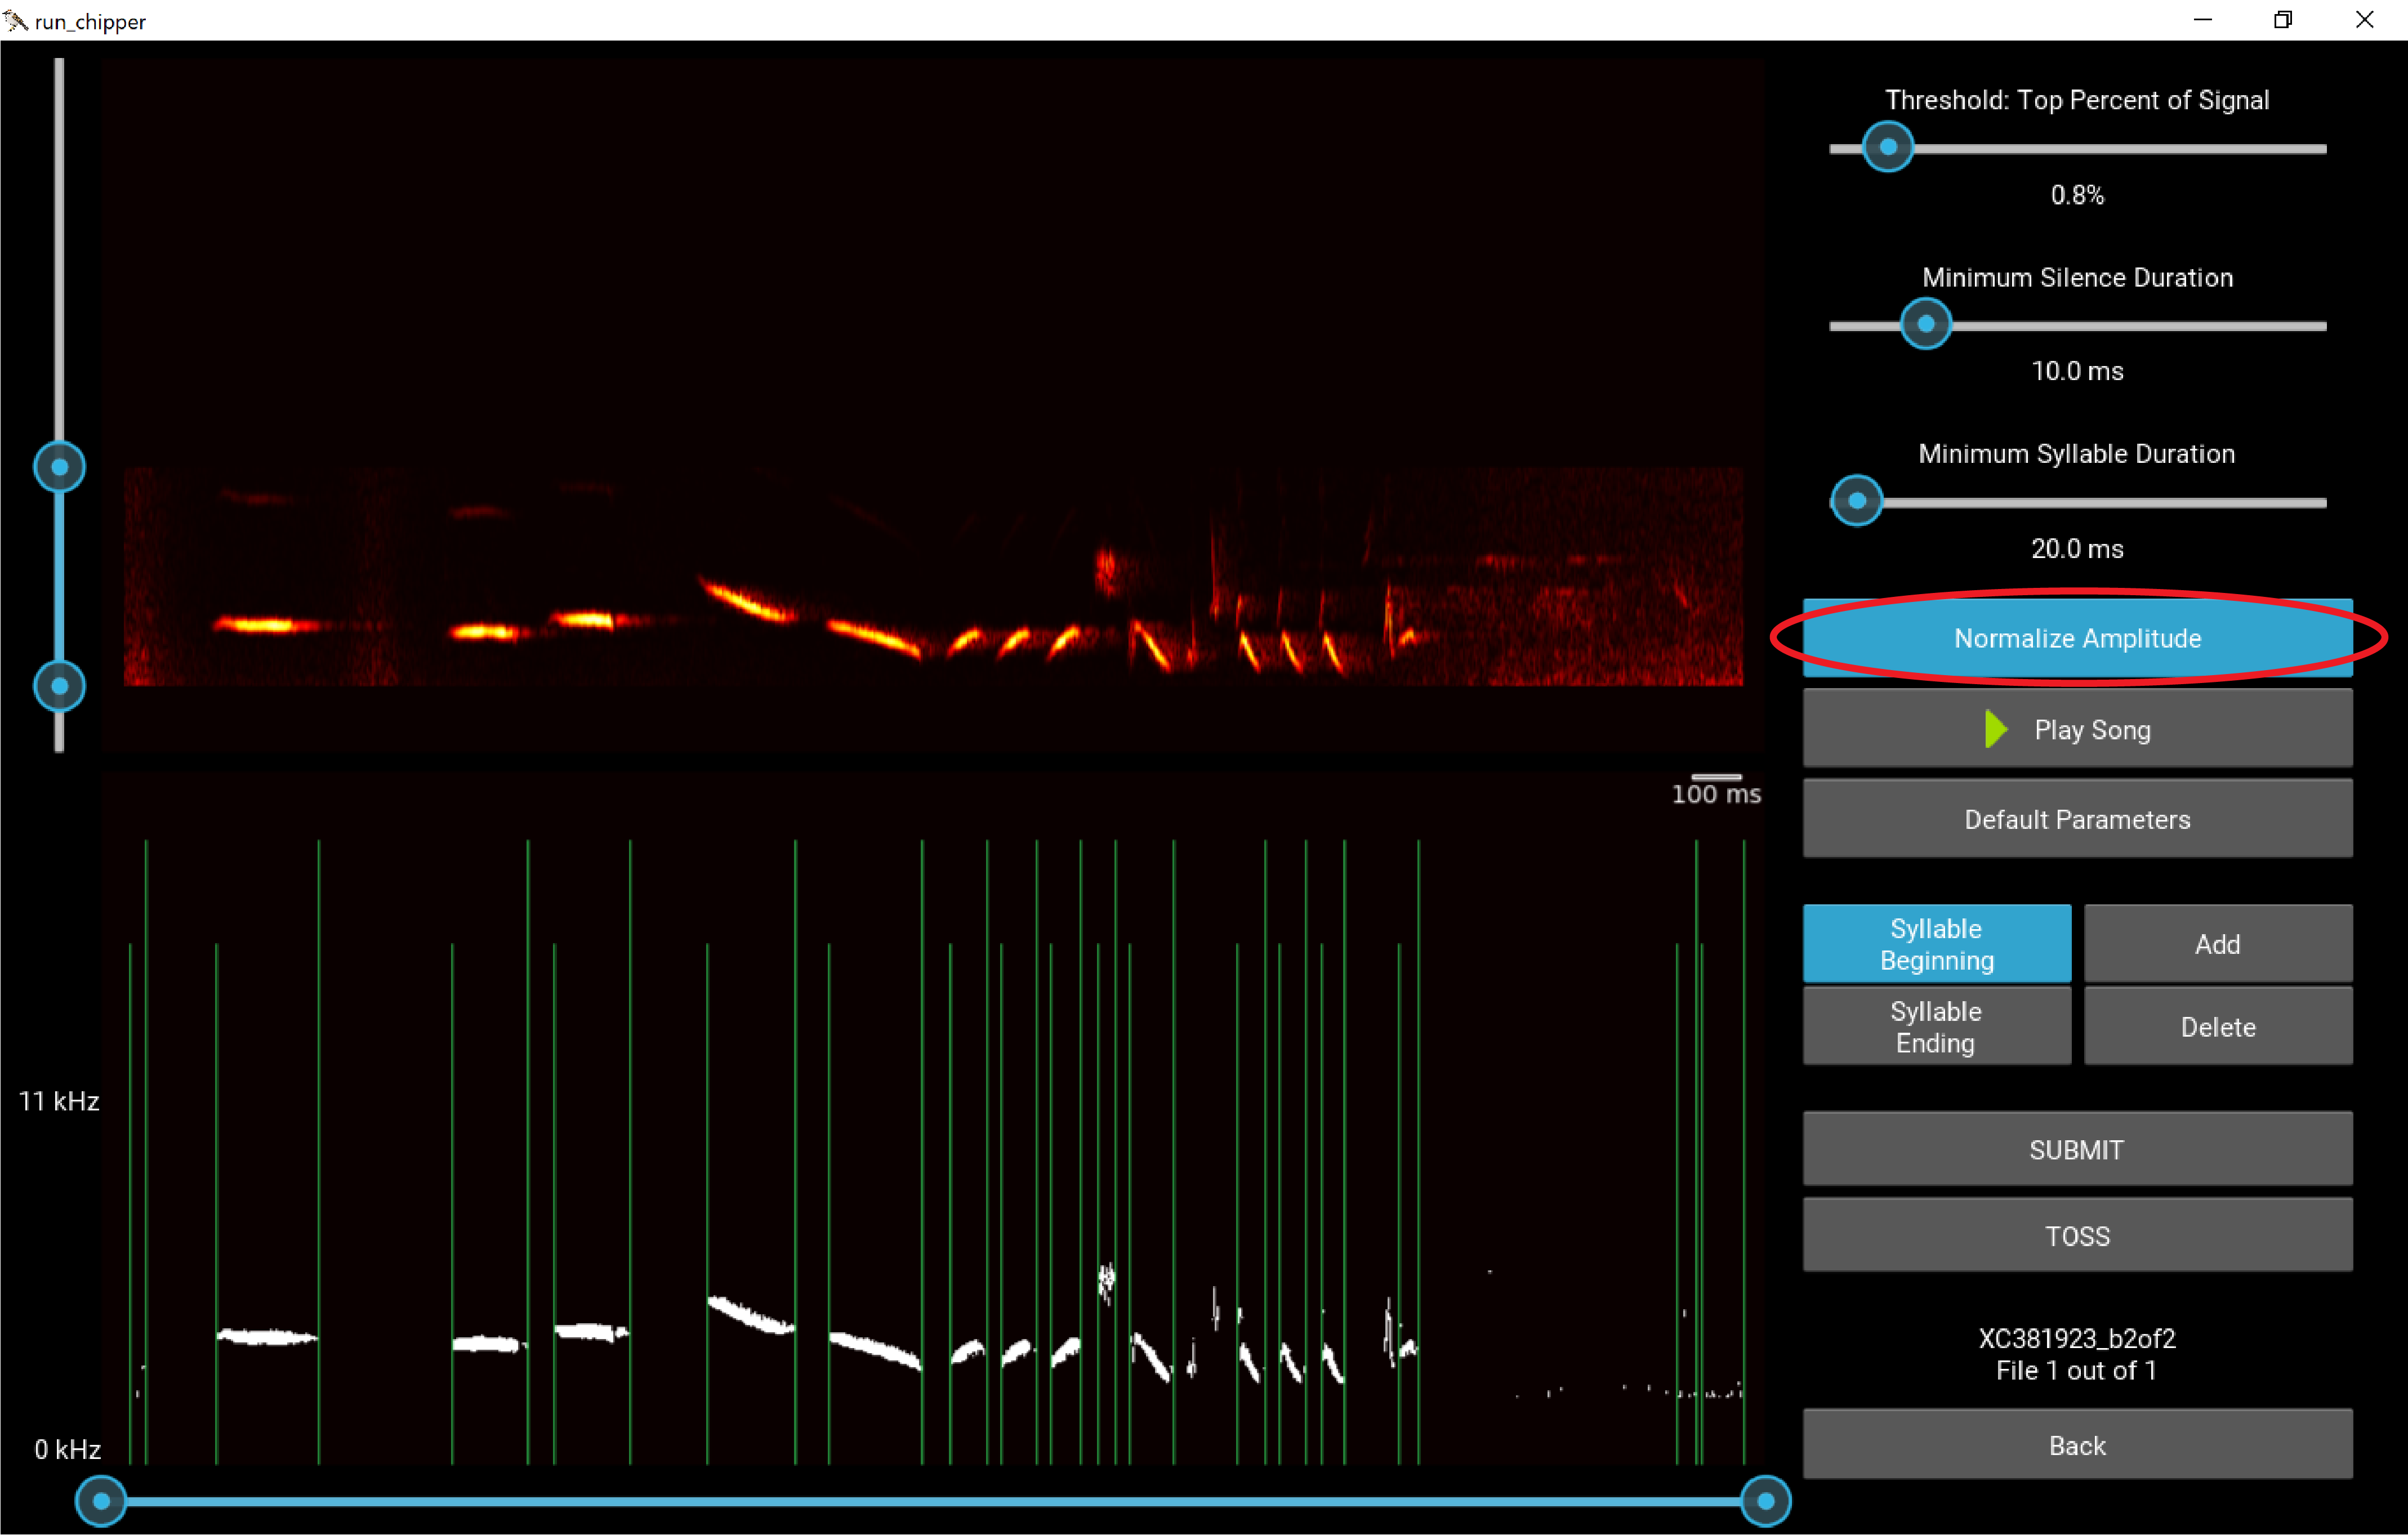 run_chipper
Threshold: Top Percent of Signal
0.8%
Minimum Silence Duration
10.0 ms
Minimum Syllable Duration
20.0 ms
Normalize Amplitude
Play Song
Default Parameters
100 ms
Syllable
Beginning
Add
Syllable
Ending
Delete
11 kHz
0 kHz
SUBMIT
TOSS
XC381923_b2of2
File 1 out of 1
Back